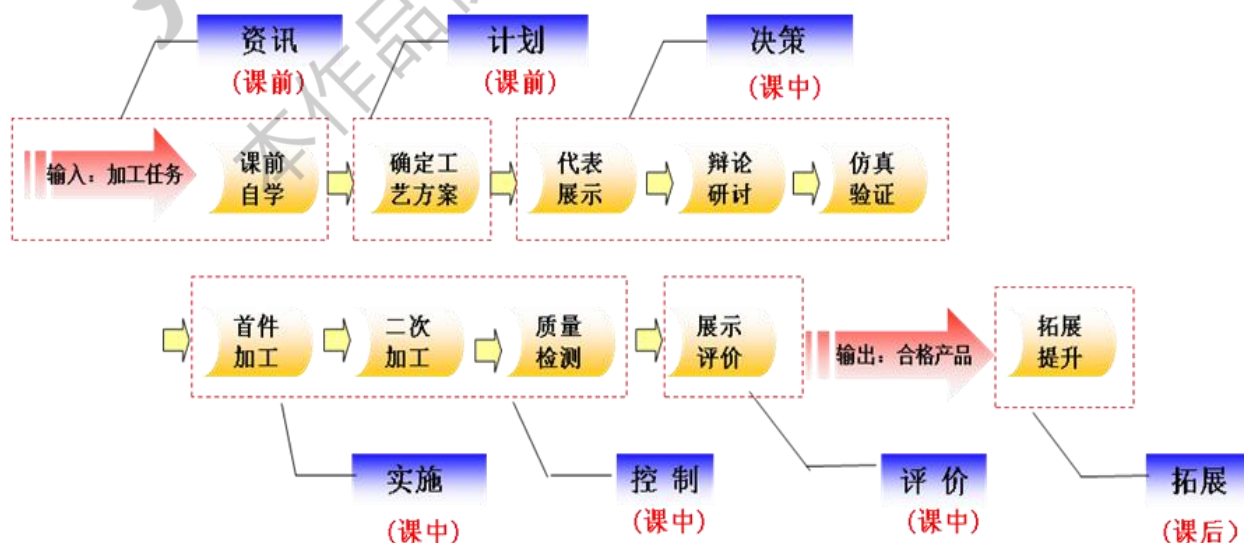 资讯
(课前)
计划
(课前)
决策
(课中)
输入：加工任务
课前
自学
确定工
艺方案
代表
展示
辩论
研讨
仿真
验证
首件
加工
二次
加工
质量
检测
展示
评价
输出：合格产品
拓展
提升
实施
(课中)
控 制
(课中)
评 价
(课中)
拓展
(课后)
本作品